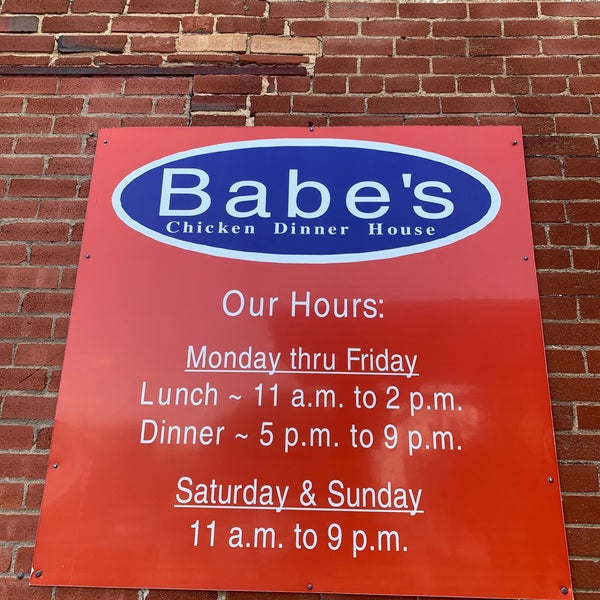 Babe's
Chicken Dinner House
Our Hours:
Monday thru Friday
Lunch ~ 11 a.m. to 2 p.m.
Dinner ~ 5 p.m. to 9 p.m.
Saturday & Sunday
11 a.m. to 9 p.m.